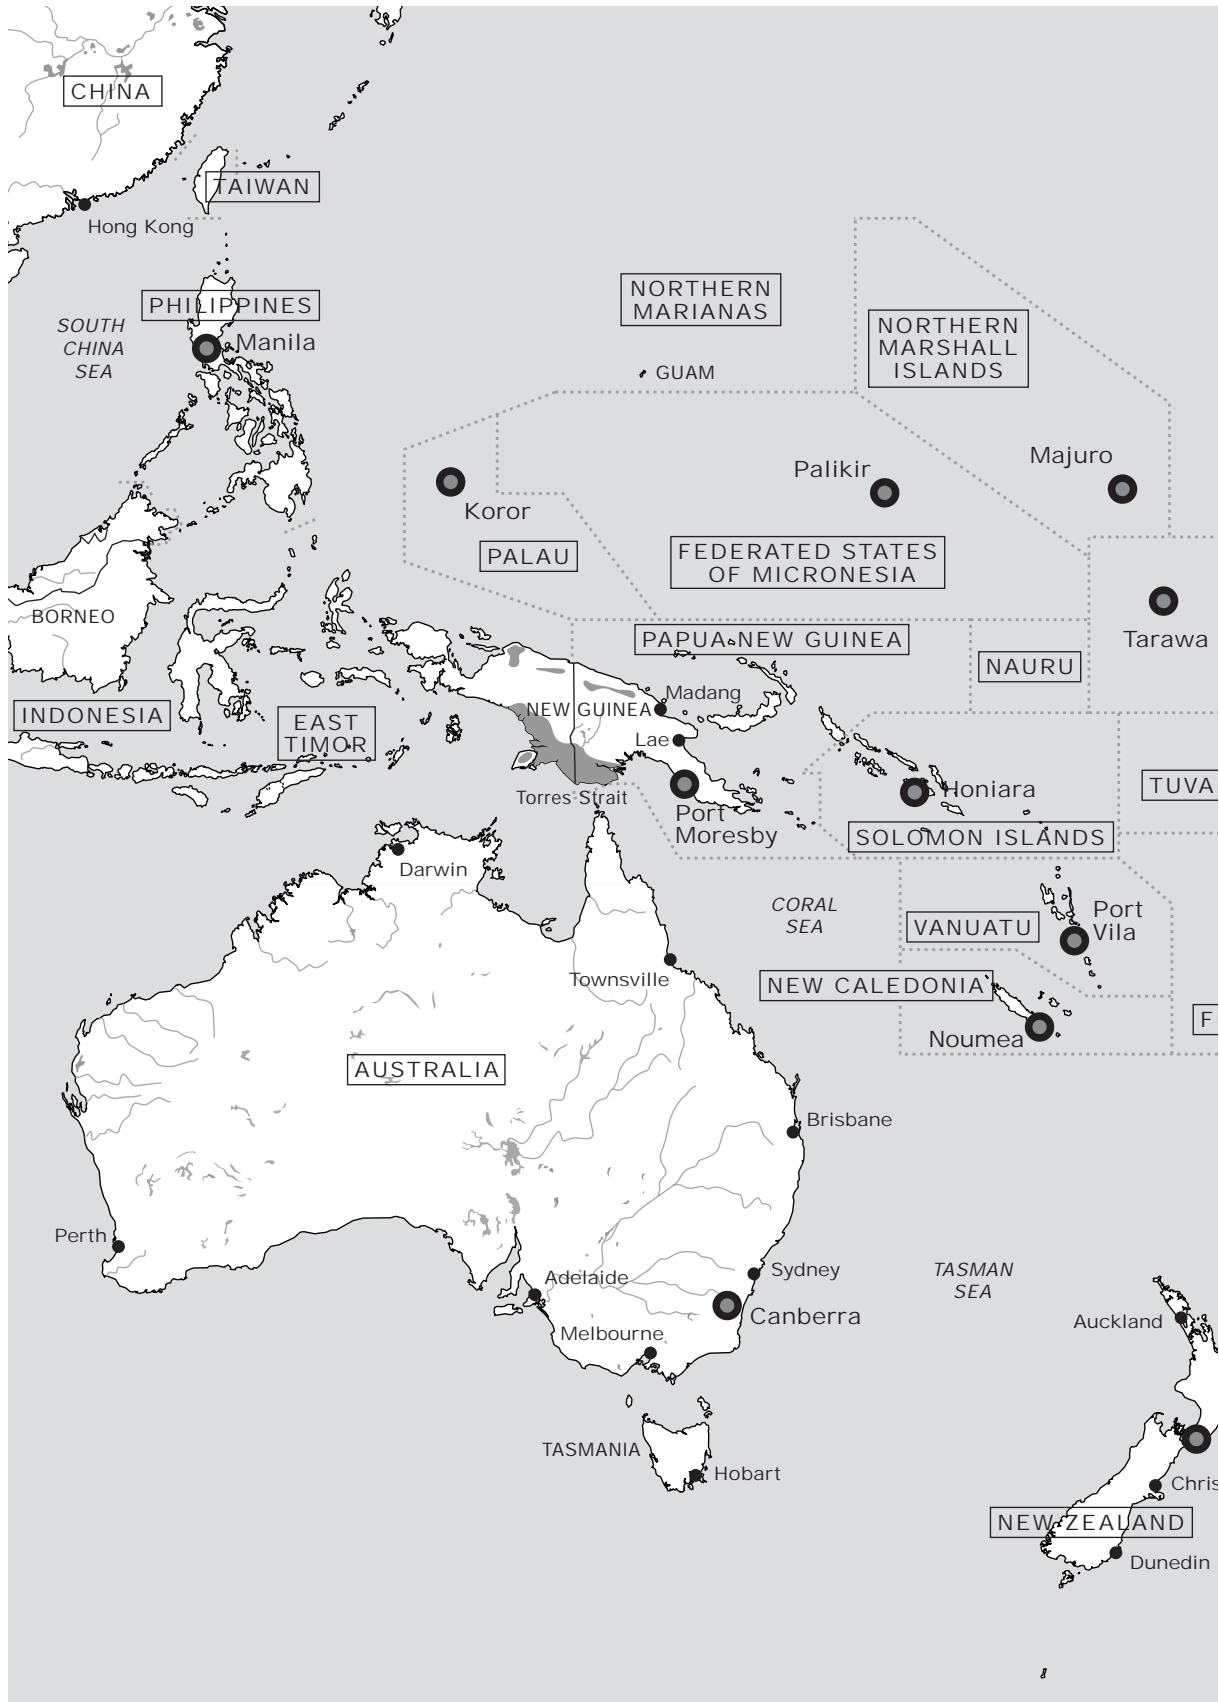 CHINA
TAIWAN
Hong Kong
PHILIPPINES
SOUTH
CHINA
SEA
Manila
NORTHERN
MARIANAS
GUAM
NORTHERN
MARSHALL
ISLANDS
Majuro
Palikir
Koror
PALAU
FEDERATED STATES
OF MICRONESIA
BORNEO
Tarawa
PAPUA NEW GUINEA
NAURU
INDONESIA
EAST
TIMOR
NEW GUINEA
Madang
Lae
Torres Strait
Port
Moresby
Honiara
TUVA
SOLOMON ISLANDS
Darwin
CORAL
SEA
VANUATU
Port
Vila
Townsville
NEW CALEDONIA
Noumea
F
AUSTRALIA
Brisbane
Perth
Adelaide
Sydney
TASMAN
SEA
Canberra
Melbourne
Auckland
TASMANIA
Hobart
Chris
NEW ZEALAND
Dunedin